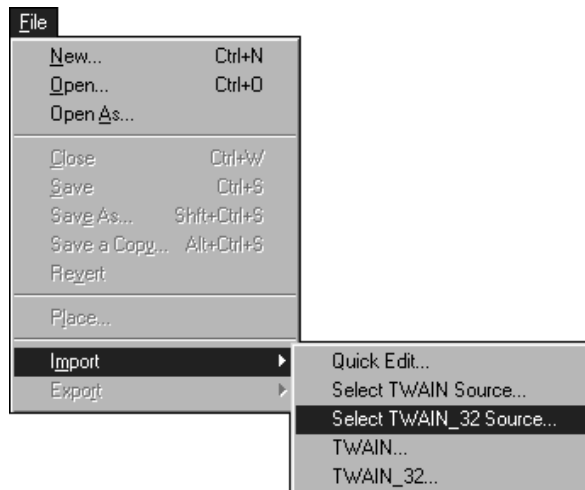 File
New... Ctrl+N
Open... Ctrl+O
Open As...
Close Ctrl+W
Save Ctrl+S
Save As... Shft+Ctrl+S
Save a Copy... Alt+Ctrl+S
Revert
Place...
Import
Export
Quick Edit...
Select TWAIN Source...
Select TWAIN_32 Source...
TWAIN...
TWAIN_32...